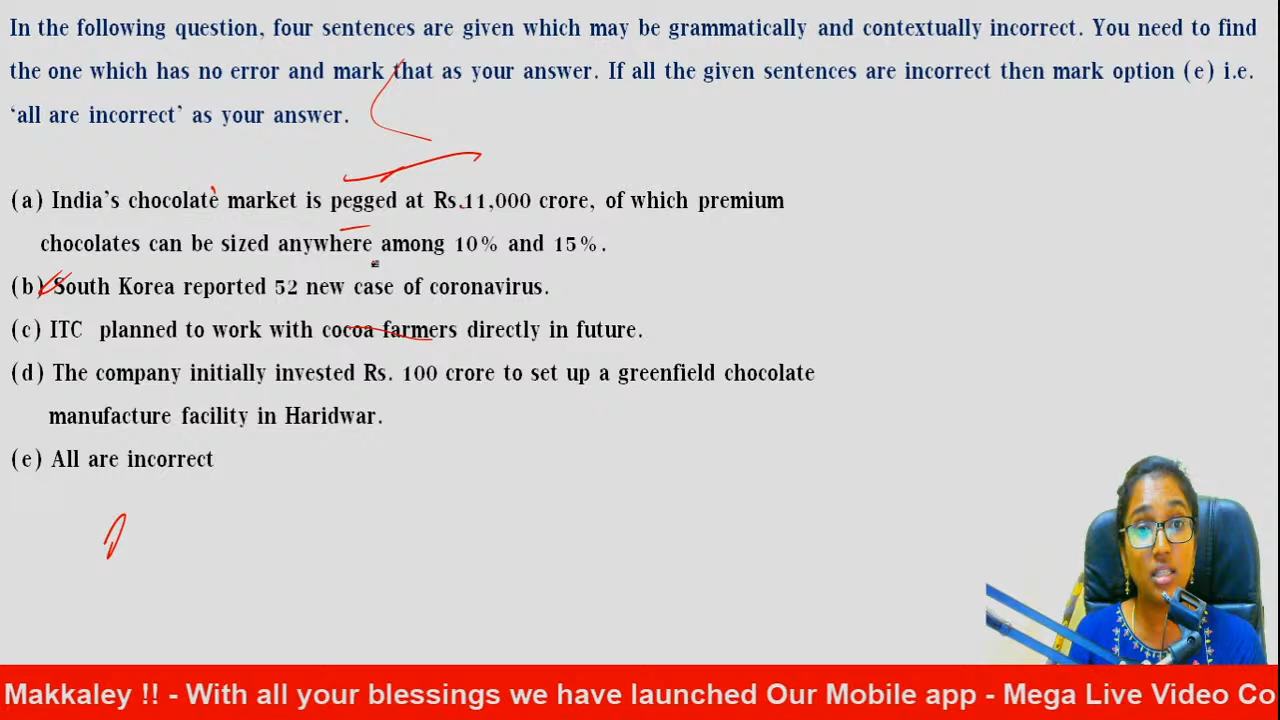 In the following question, four sentences are given which may be grammatically and contextually incorrect. You need to find
the one which has no error and mark that as your answer. If all the given sentences are incorrect then mark option (e) i.e.
‘all are incorrect’ as your answer.
(a) India’s chocolate market is pegged at Rs.11,000 crore, of which premium
chocolates can be sized anywhere among 10% and 15%.
(b) South Korea reported 52 new case of coronavirus.
(c) ITC planned to work with cocoa farmers directly in future.
(d) The company initially invested Rs. 100 crore to set up a greenfield chocolate
manufacture facility in Haridwar.
(e) All are incorrect
Makkaley !! - With all your blessings we have launched Our Mobile app - Mega Live Video Co